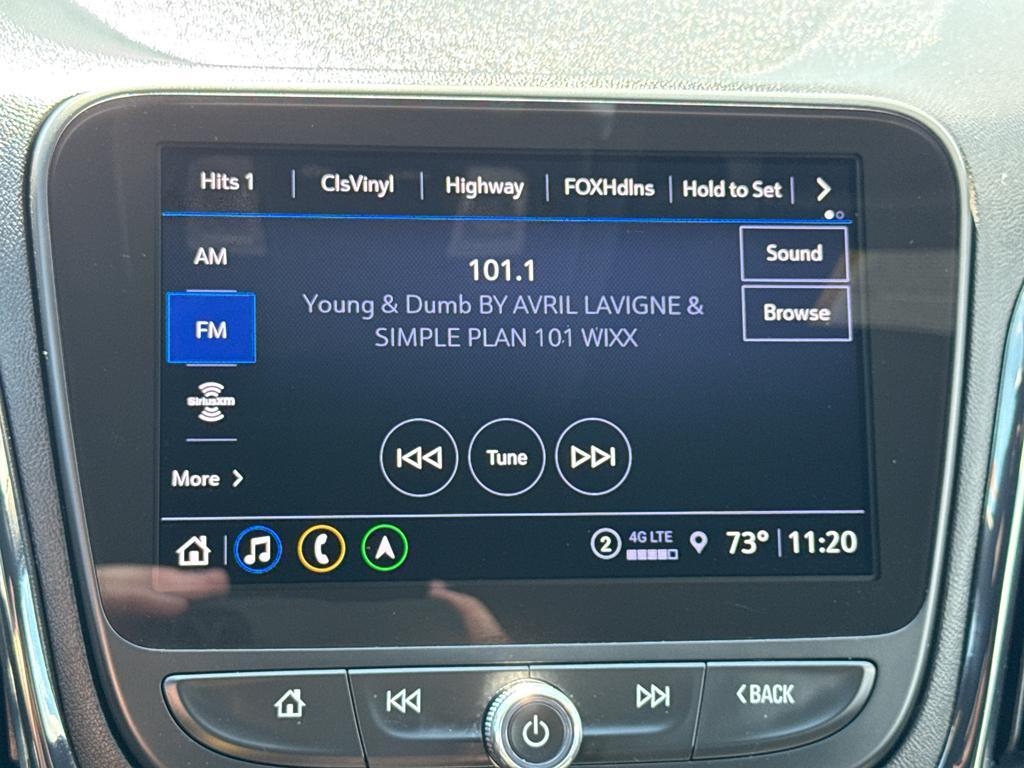 Hits 1 | ClsVinyl | Highway | FOXHdlns | Hold to Set |
AM
101.1
Sound
Young & Dumb BY AVRIL LAVIGNE &
SIMPLE PLAN 101 WIXX
Browse
FM
SiriusXM
More
Tune
2 4G LTE 73° | 11:20
BACK